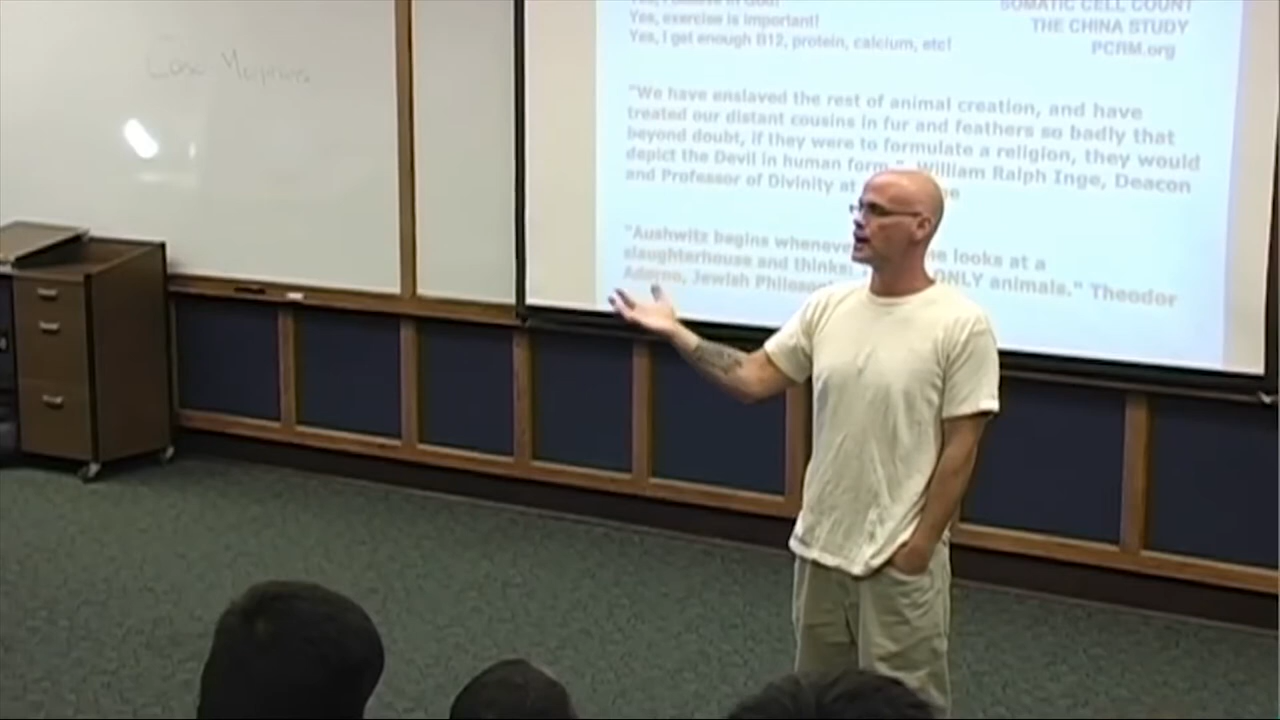 SOMATIC CELL COUNT
Yes, exercise is important!
THE CHINA STUDY
Yes, I get enough B12, protein, calcium, etc!
PCRM.org
"We have enslaved the rest of animal creation, and have
treated our distant cousins in fur and feathers so badly that
beyond doubt, if they were to formulate a religion, they would
depict the Devil in human form." William Ralph Inge, Deacon
and Professor of Divinity at
"Aushwitz begins whenever looks at a
slaughterhouse and thinks: ONLY animals." Theodor
Adorno, Jewish